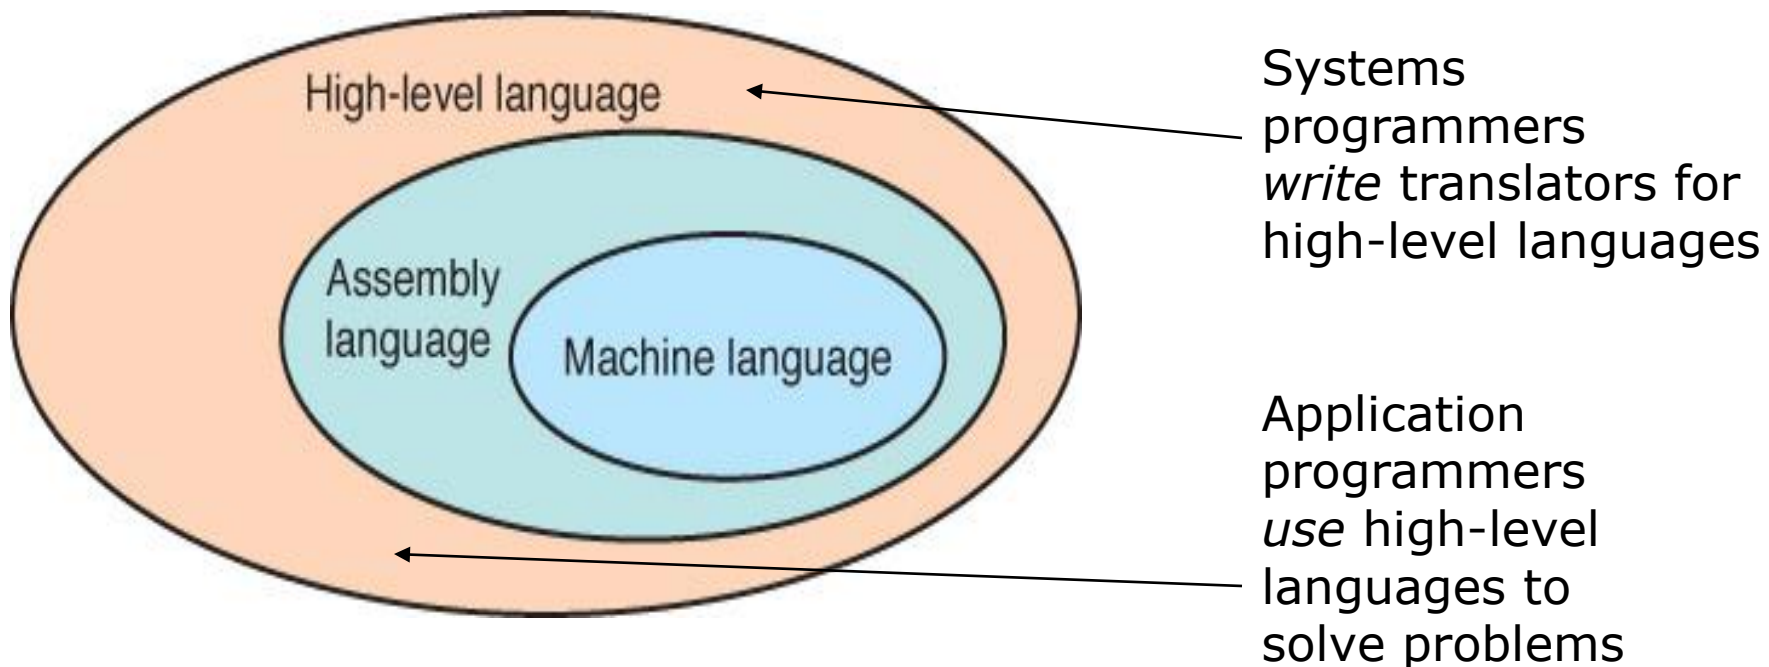 High-level language
Assembly
language
Machine language
Systems
programmers
write translators for
high-level languages
Application
programmers
use high-level
languages to
solve problems